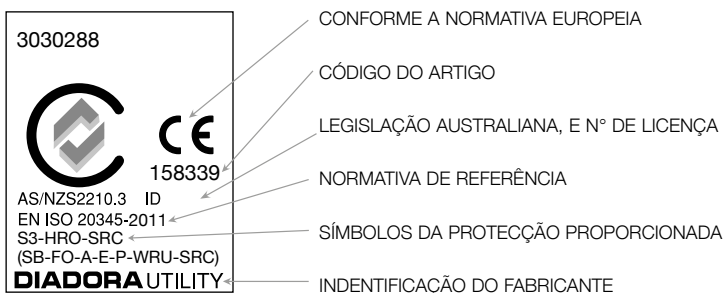 3030288
CONFORME A NORMATIVA EUROPEIA
CE
CÓDIGO DO ARTIGO
158339
LEGISLAÇÃO AUSTRALIANA, E N° DE LICENÇA
AS/NZS2210.3 ID
NORMATIVA DE REFERÊNCIA
EN ISO 20345-2011
S3-HRO-SRC
SÍMBOLOS DA PROTECÇÃO PROPORCIONADA
(SB-FO-A-E-P-WRU-SRC)
DIADORA UTILITY
INDENTIFICAÇÃO DO FABRICANTE